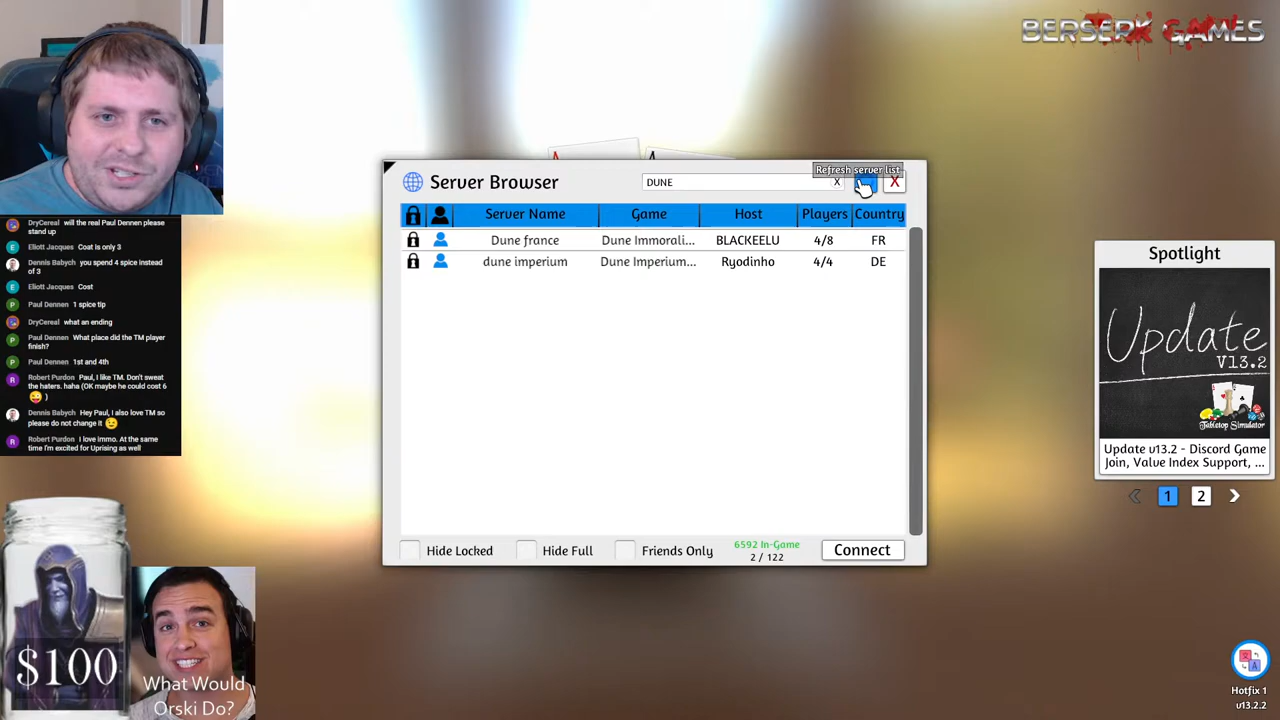 BERSERK GAMES
Refresh server list
Server Browser
DUNE
X
X
Server Name Game Host Players Country
Dune france Dune Immorali... BLACKEELU 4/8 FR
dune imperium Dune Imperium... Ryodinho 4/4 DE
Hide Locked Hide Full Friends Only
6592 In-Game
2 / 122
Connect
DryCereal will the real Paul Dennen please
stand up
Eliott Jacques Coat is only 3
Dennis Babych you spend 4 spice instead
of 3
Eliott Jacques Cost
Paul Dennen 1 spice tip
DryCereal what an ending
Paul Dennen What place did the TM player
finish?
Paul Dennen 1st and 4th
Robert Purdon Paul, I like TM. Don't sweat
the haters. haha (OK maybe he could cost 6
)
Dennis Babych Hey Paul, I also love TM so
please do not change it
Robert Purdon I love immo. At the same
time I'm excited for Uprising as well
$100
What Would
Orski Do?
Spotlight
Update
V13.2
Tabletop Simulator
Update v13.2 - Discord Game
Join, Value Index Support, ...
1 2
Hotfix 1
v13.2.2